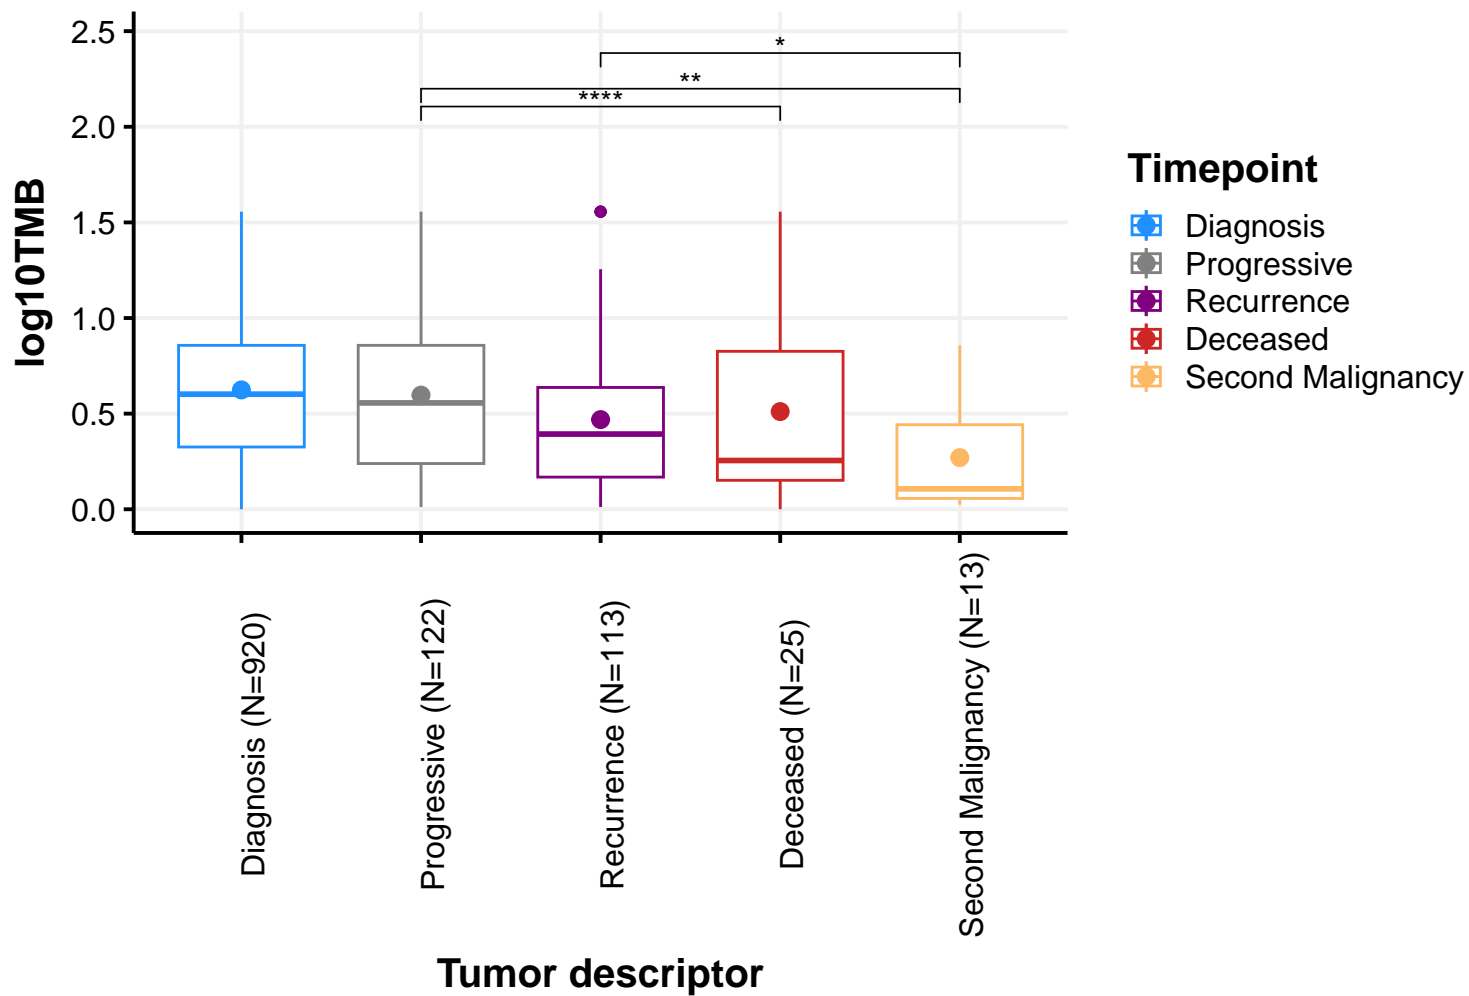 log10TMB
2.5
2.0
1.5
1.0
0.5
0.0
*
**
****
Diagnosis (N=920)
Progressive (N=122)
Recurrence (N=113)
Deceased (N=25)
Second Malignancy (N=13)
Tumor descriptor
Timepoint
Diagnosis
Progressive
Recurrence
Deceased
Second Malignancy